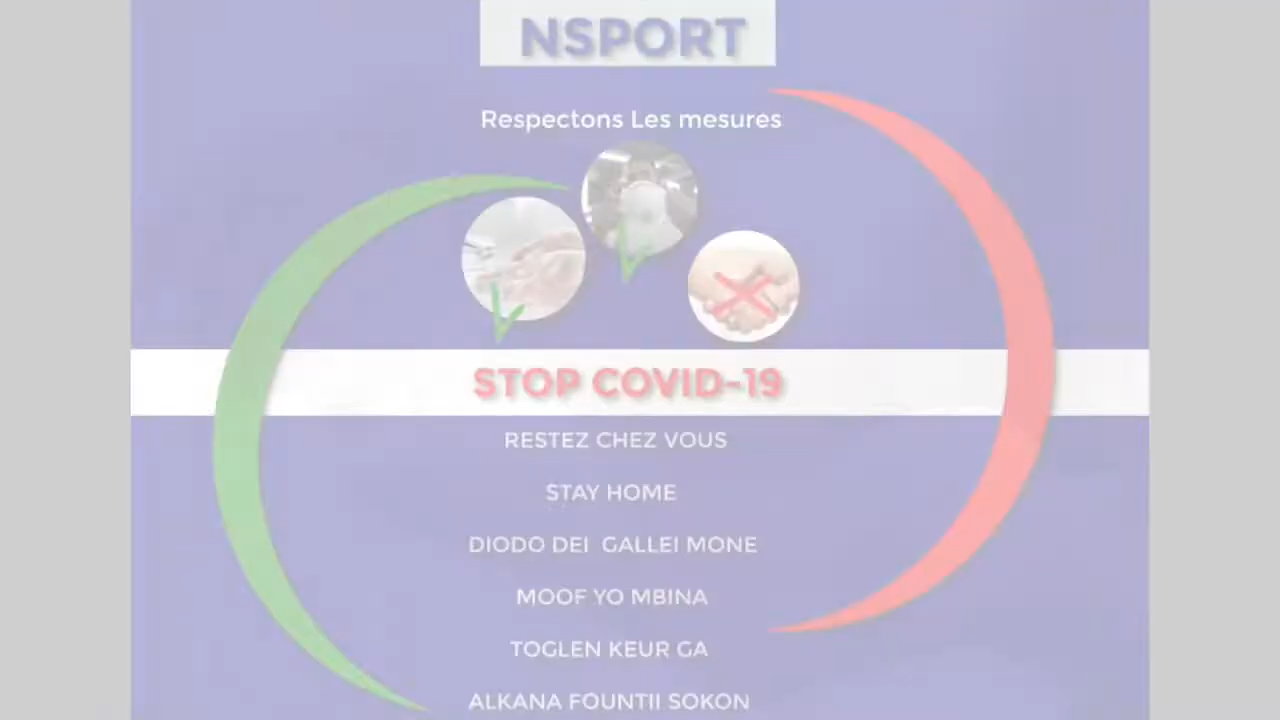 NSPORT
Respectons Les mesures
STOP COVID-19
RESTEZ CHEZ VOUS
STAY HOME
DIODO DEI GALLEI MONE
MOOF YO MBINA
TOGLEN KEUR GA
ALKANA FOUNTII SOKON